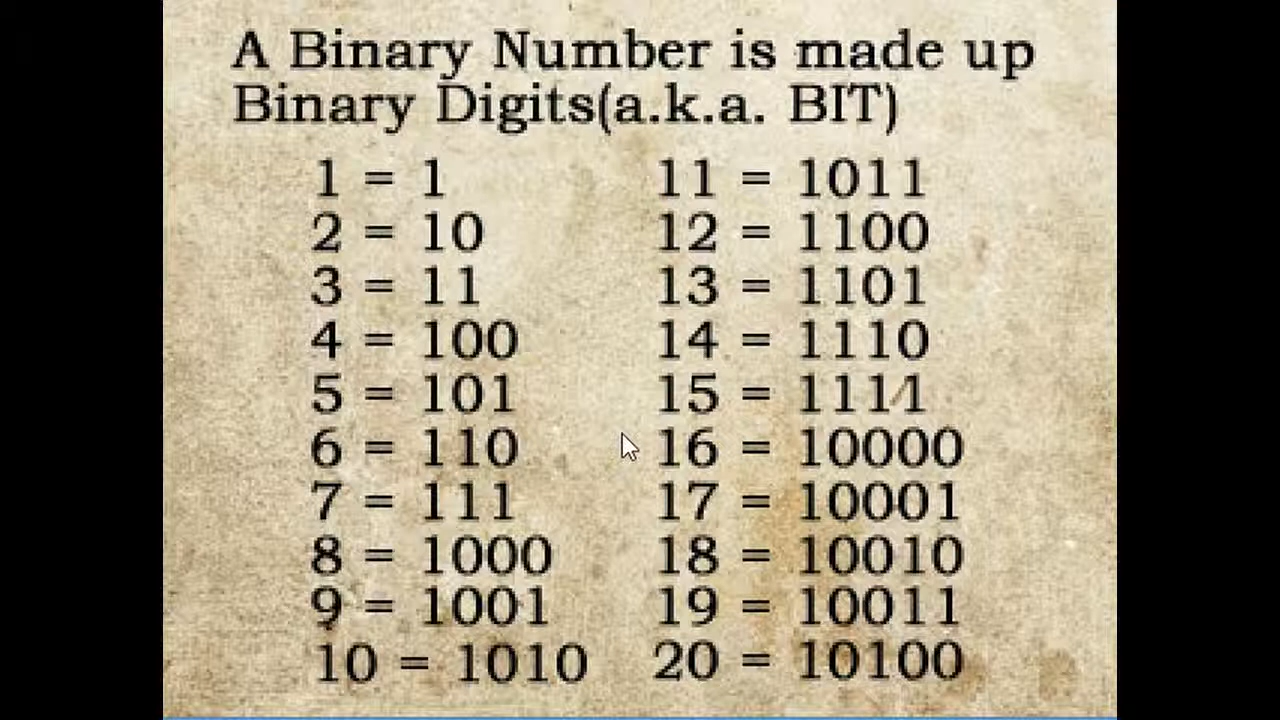 A Binary Number is made up
Binary Digits(a.k.a. BIT)
1 = 1
2 = 10
3 = 11
4 = 100
5 = 101
6 = 110
7 = 111
8 = 1000
9 = 1001
10 = 1010
11 = 1011
12 = 1100
13 = 1101
14 = 1110
15 = 1111
16 = 10000
17 = 10001
18 = 10010
19 = 10011
20 = 10100